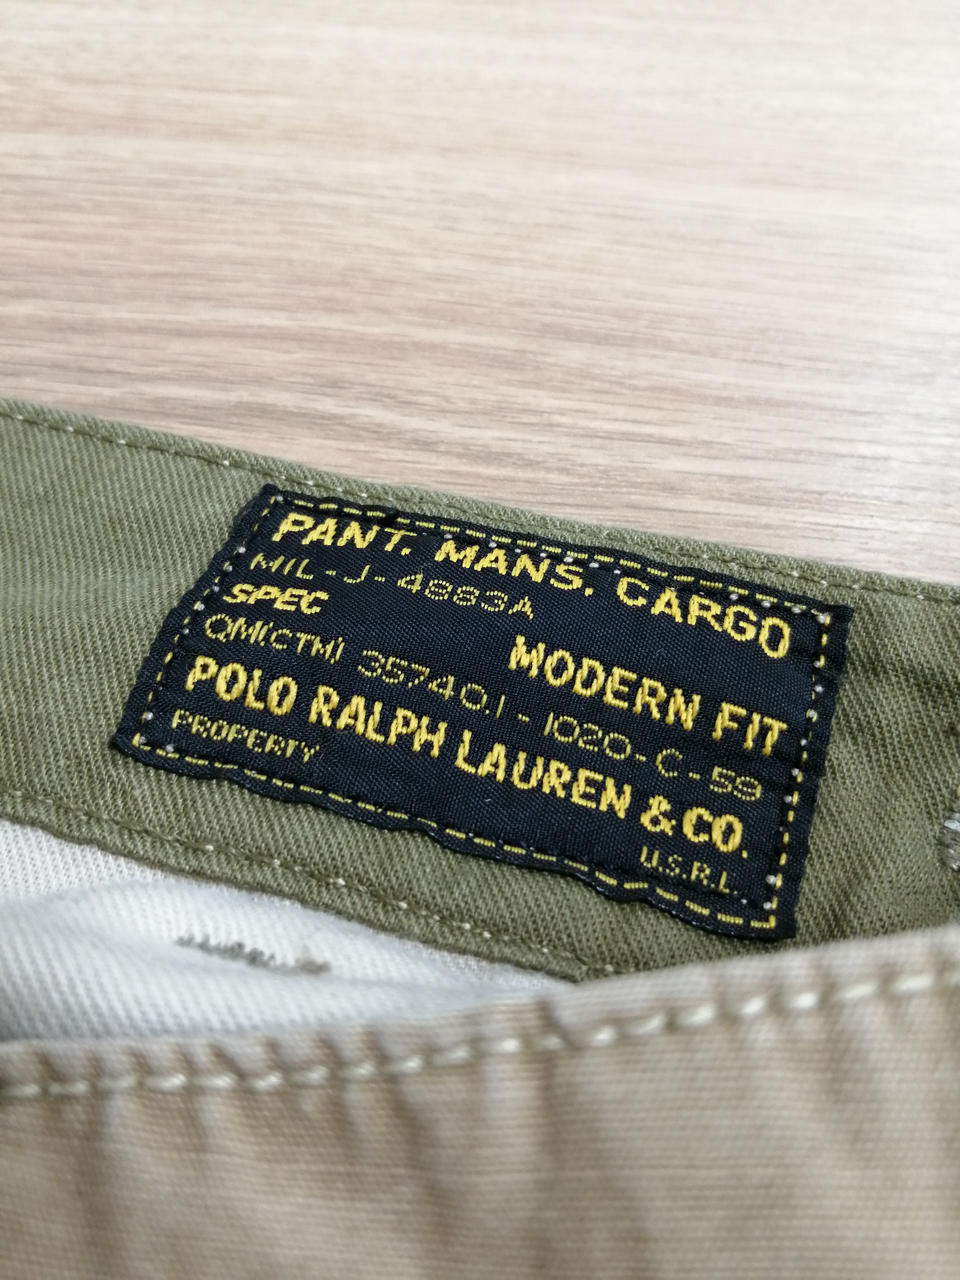 PANT. MANS, CARGO
MIL-J-4883A
SPEC
MODERN FIT
QM(CTM) 35740.1-1020-C-59
POLO RALPH LAUREN & CO.
PROPERTY U.S.R.L.